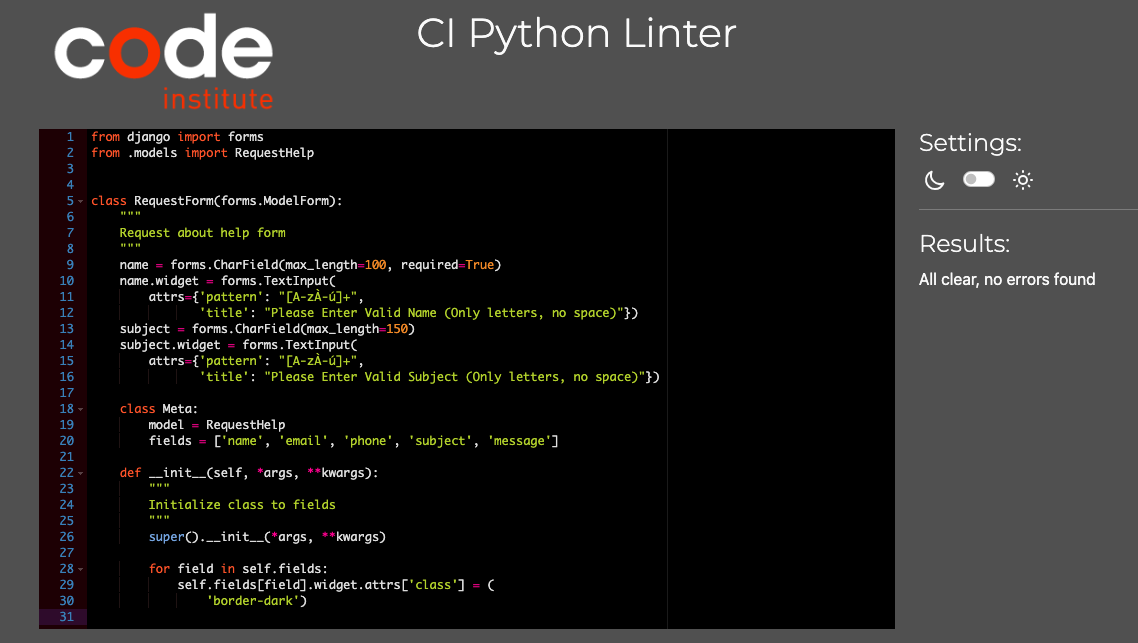 code
institute
CI Python Linter
1 from django import forms
2 from .models import RequestHelp
3
4
5 class RequestForm(forms.ModelForm):
6     """
7     Request about help form
8     """
9     name = forms.CharField(max_length=100, required=True)
10     name.widget = forms.TextInput(
11         attrs={'pattern': "[A-zÀ-ú]+",
12                'title': "Please Enter Valid Name (Only letters, no space)"})
13     subject = forms.CharField(max_length=150)
14     subject.widget = forms.TextInput(
15         attrs={'pattern': "[A-zÀ-ú]+",
16                'title': "Please Enter Valid Subject (Only letters, no space)"})
17
18     class Meta:
19         model = RequestHelp
20         fields = ['name', 'email', 'phone', 'subject', 'message']
21
22     def __init__(self, *args, **kwargs):
23         """
24         Initialize class to fields
25         """
26         super().__init__(*args, **kwargs)
27
28         for field in self.fields:
29             self.fields[field].widget.attrs['class'] = (
30                 'border-dark')
31
Settings:
Results:
All clear, no errors found